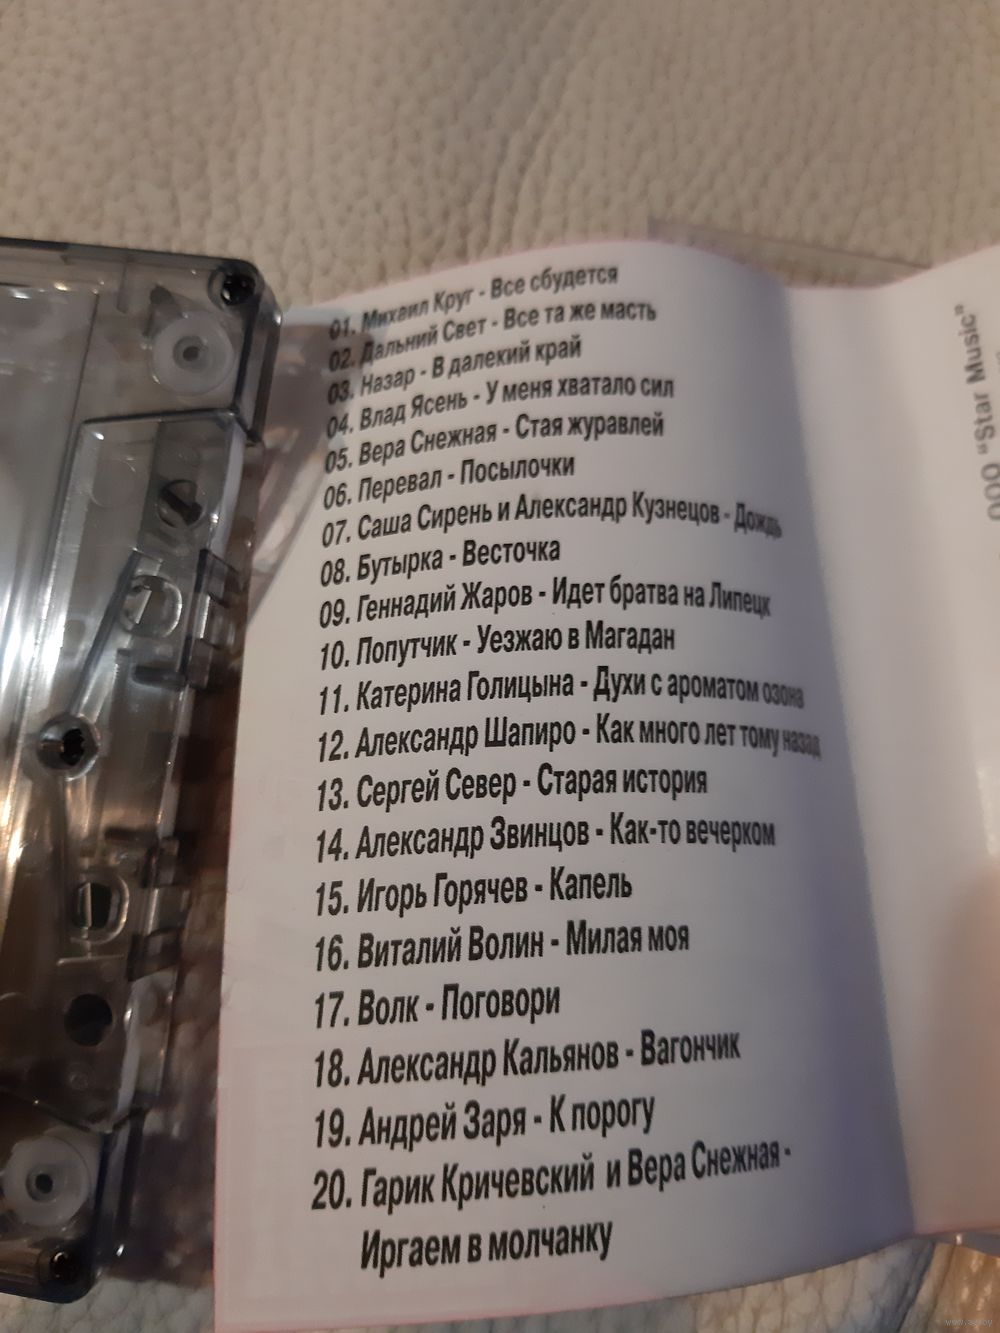 01. Михаил Круг - Все сбудется
02. Дальний Свет - Все та же масть
03. Назар - В далекий край
04. Влад Ясень - У меня хватало сил
05. Вера Снежная - Стая журавлей
06. Перевал - Посылочки
07. Саша Сирень и Александр Кузнецов - Дождь
08. Бутырка - Весточка
09. Геннадий Жаров - Идет братва на Липецк
10. Попутчик - Уезжаю в Магадан
11. Катерина Голицына - Духи с ароматом озона
12. Александр Шапиро - Как много лет тому назад
13. Сергей Север - Старая история
14. Александр Звинцов - Как-то вечерком
15. Игорь Горячев - Капель
16. Виталий Волин - Милая моя
17. Волк - Поговори
18. Александр Кальянов - Вагончик
19. Андрей Заря - К порогу
20. Гарик Кричевский и Вера Снежная -
Иргаем в молчанку
ООО "Star Music"